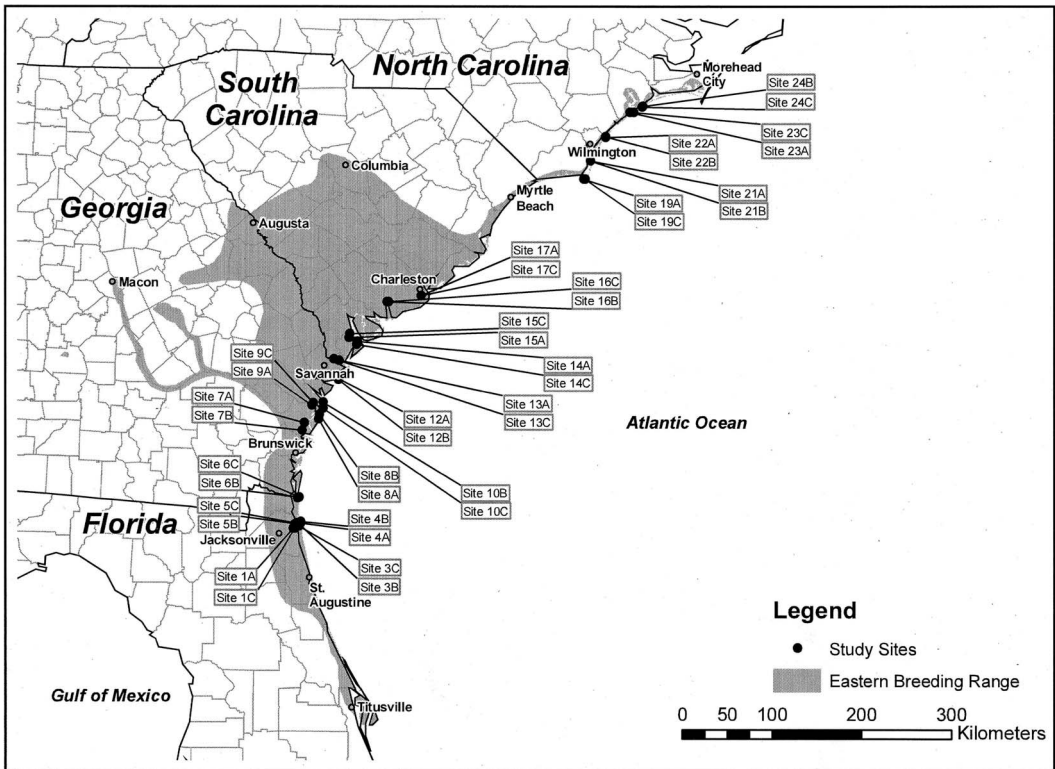 North Carolina
Morehead
City
South
Carolina
Site 24B
Site 24C
Site 23C
Site 23A
Site 22A
Site 22B
Wilmington
Columbia
Site 21A
Site 21B
Myrtle
Beach
Site 19A
Site 19C
Georgia
Augusta
Site 17A
Site 17C
Charleston
Site 16C
Site 16B
Macon
Site 15C
Site 15A
Site 9C
Site 9A
Savannah
Site 14A
Site 14C
Site 7A
Site 7B
Site 13A
Site 13C
Site 12A
Site 12B
Atlantic Ocean
Brunswick
Site 6C
Site 6B
Site 8B
Site 8A
Site 10B
Site 10C
Site 5C
Site 5B
Site 4B
Site 4A
Florida
Jacksonville
Site 3C
Site 3B
Site 1A
Site 1C
St.
Augustine
Gulf of Mexico
Titusville
Legend
Study Sites
Eastern Breeding Range
0 50 100 200 300
Kilometers